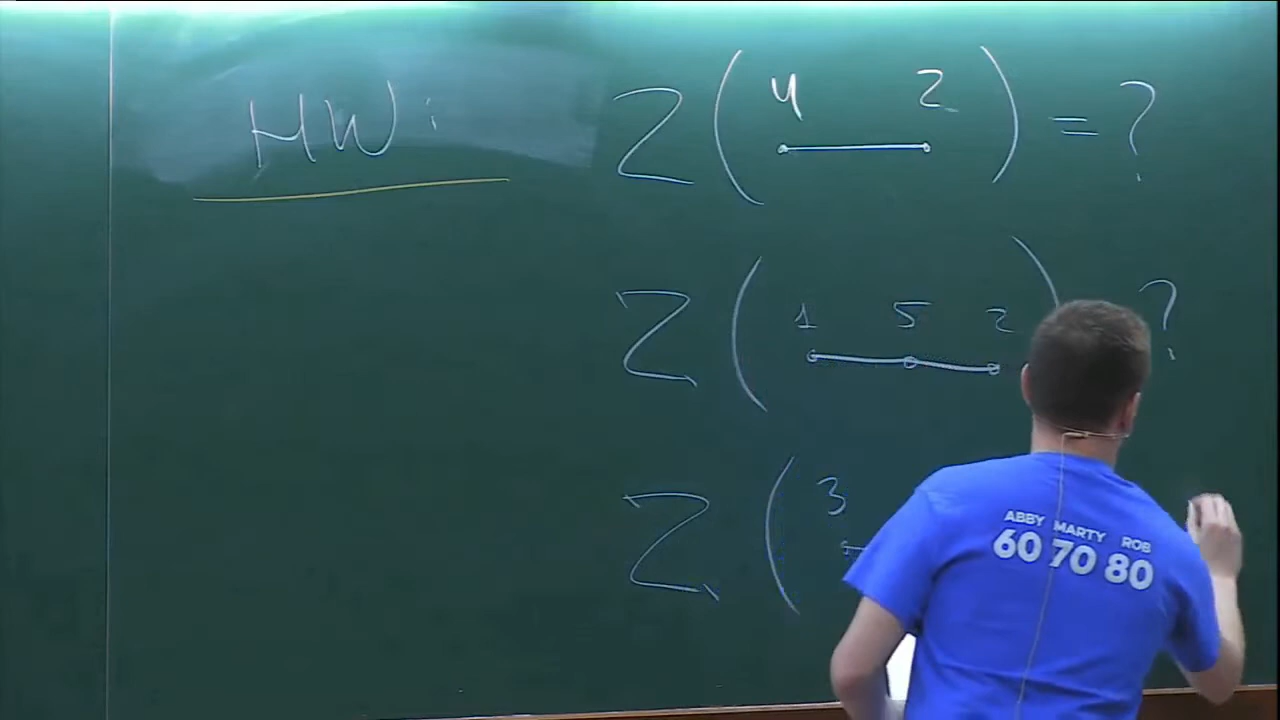 HW:
Z ( 4 2 ) = ?
Z ( 1 5 2 ) ?
Z ( 3
ABBY MARTY ROB
60 70 80